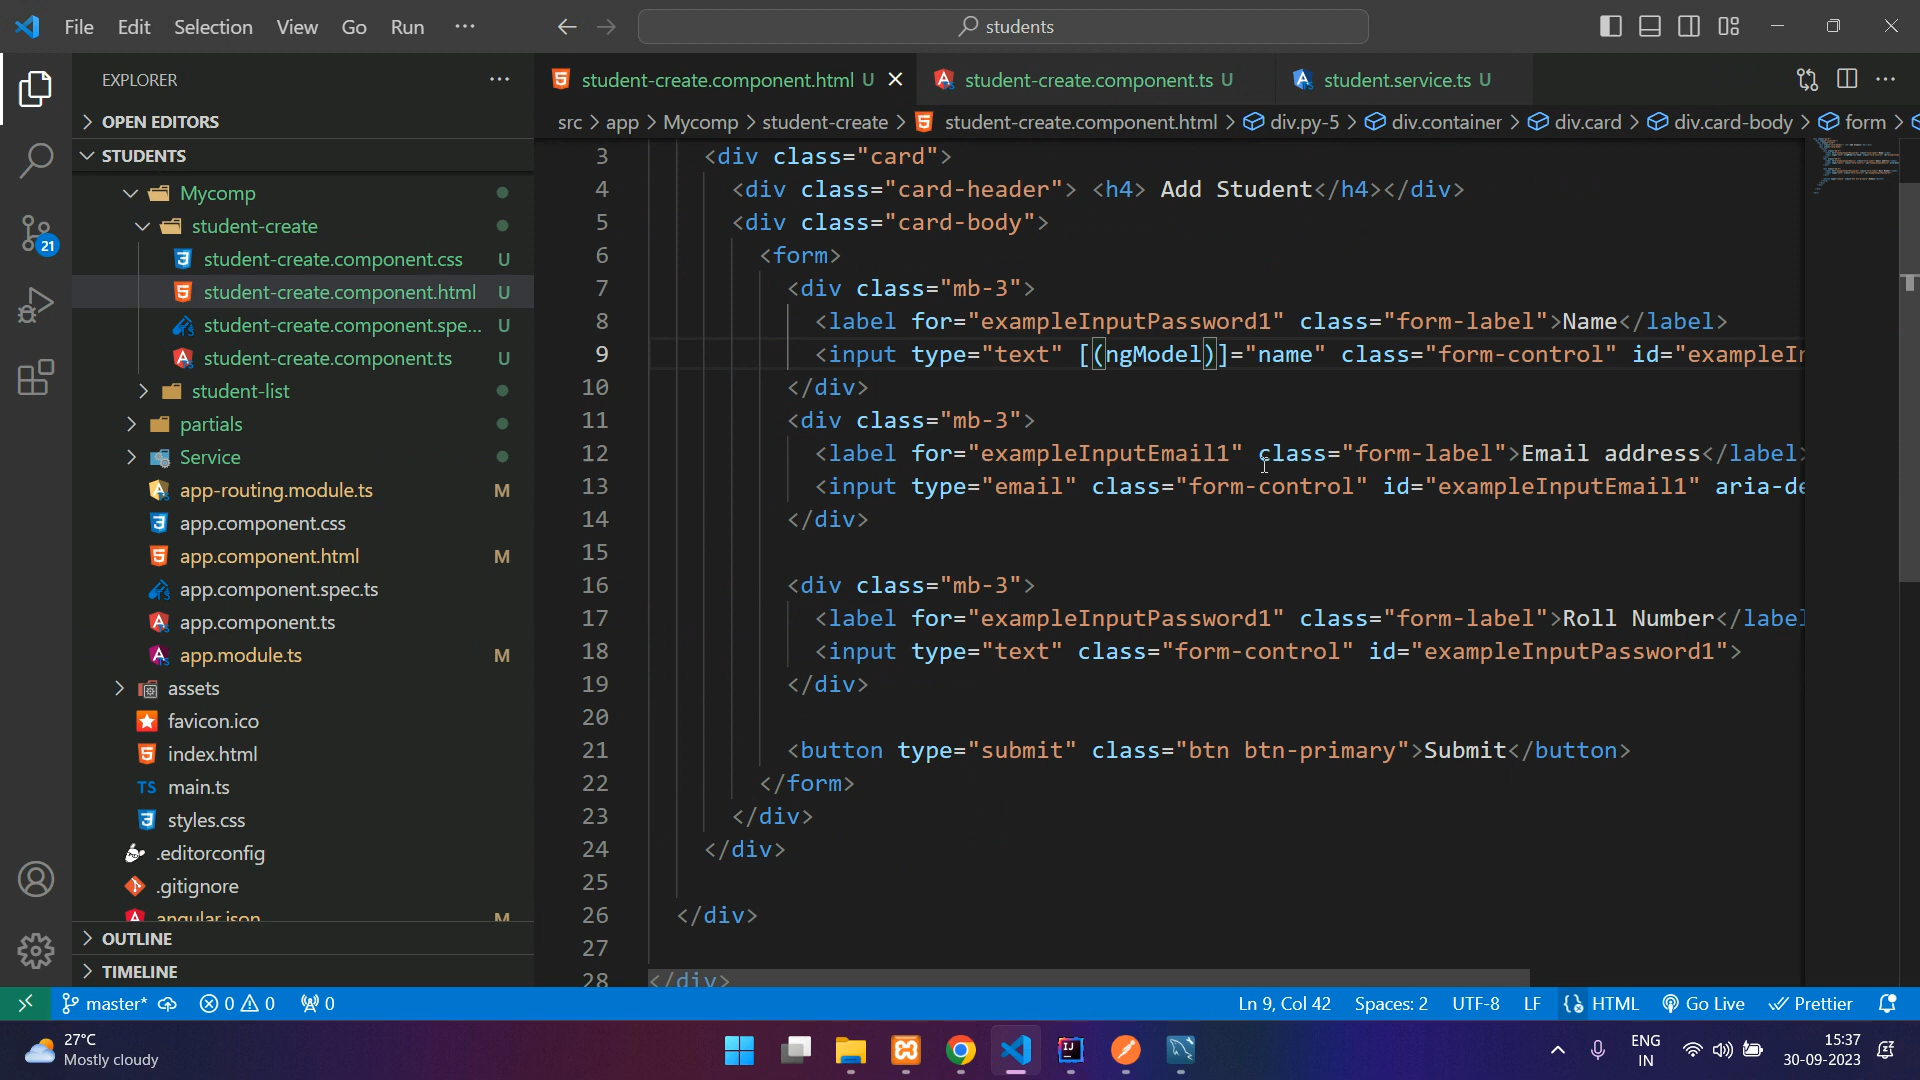 File Edit Selection View Go Run ···
students
EXPLORER
OPEN EDITORS
STUDENTS
Mycomp
student-create
student-create.component.css U
student-create.component.html U
student-create.component.spe... U
student-create.component.ts U
student-list
partials
Service
app-routing.module.ts M
app.component.css
app.component.html M
app.component.spec.ts
app.component.ts
app.module.ts M
assets
favicon.ico
index.html
main.ts
styles.css
.editorconfig
.gitignore
angular.json M
OUTLINE
TIMELINE
21
student-create.component.html U
student-create.component.ts U
student.service.ts U
src > app > Mycomp > student-create > student-create.component.html > div.py-5 > div.container > div.card > div.card-body > form >
3 <div class="card">
4 <div class="card-header"> <h4> Add Student</h4></div>
5 <div class="card-body">
6 <form>
7 <div class="mb-3">
8 <label for="exampleInputPassword1" class="form-label">Name</label>
9 <input type="text" [(ngModel)]="name" class="form-control" id="exampleIn
10 </div>
11 <div class="mb-3">
12 <label for="exampleInputEmail1" class="form-label">Email address</label>
13 <input type="email" class="form-control" id="exampleInputEmail1" aria-de
14 </div>
15
16 <div class="mb-3">
17 <label for="exampleInputPassword1" class="form-label">Roll Number</label
18 <input type="text" class="form-control" id="exampleInputPassword1">
19 </div>
20
21 <button type="submit" class="btn btn-primary">Submit</button>
22 </form>
23 </div>
24 </div>
25
26 </div>
27
28 </div>
master* 0 0 0
Ln 9, Col 42 Spaces: 2 UTF-8 LF HTML Go Live Prettier
27°C
Mostly cloudy
ENG
IN
15:37
30-09-2023